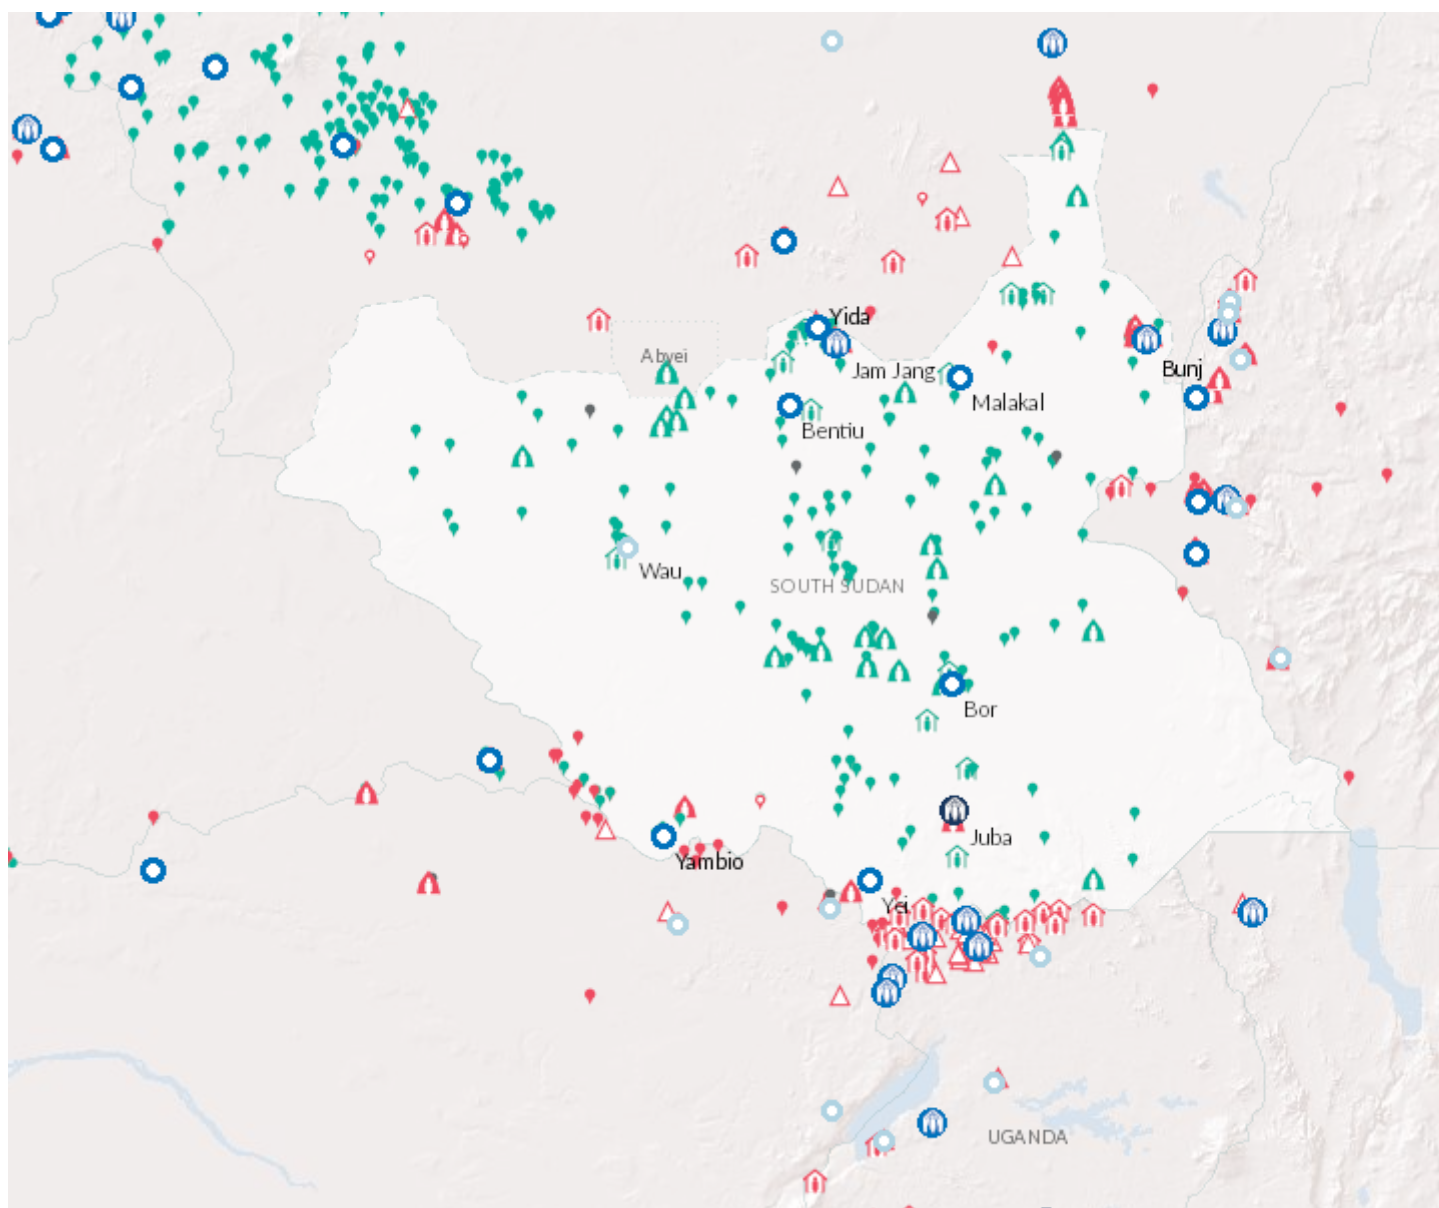 Yida
Abyei
Jam Jang
Bunj
Malakal
Bentiu
Wau
SOUTH SUDAN
Bor
Juba
Yambio
Yei
UGANDA